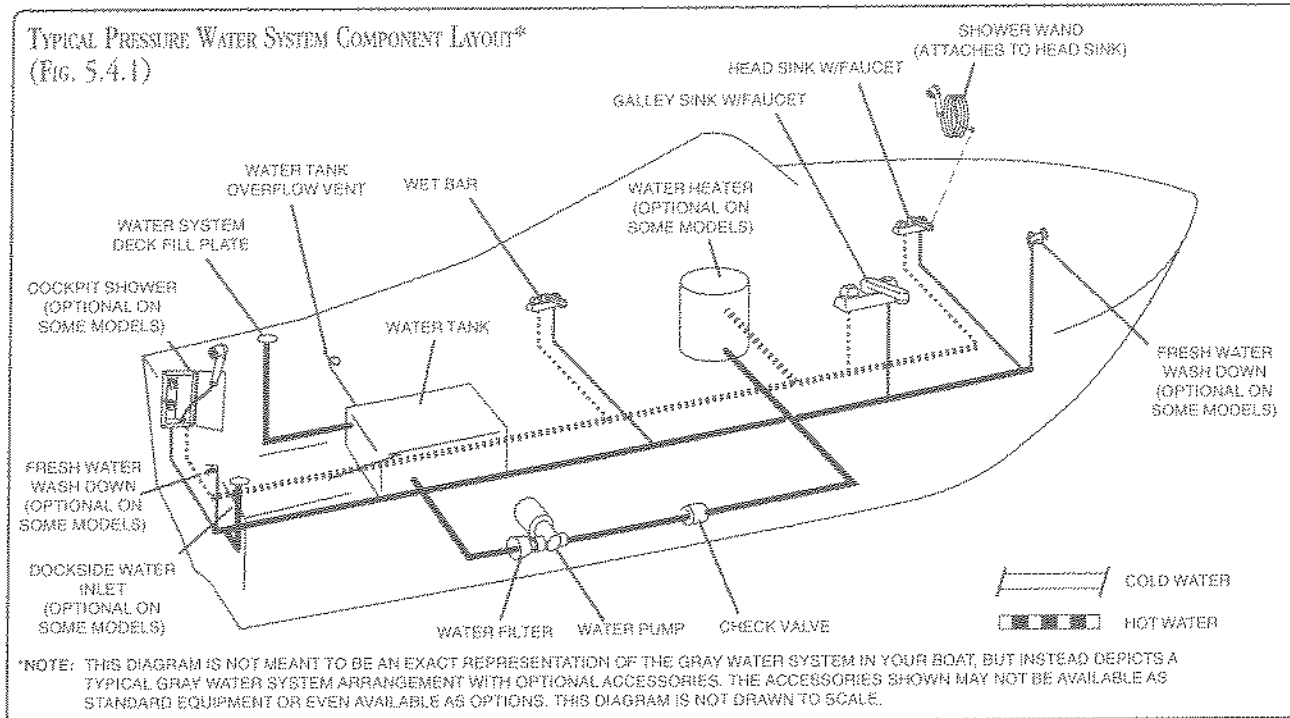 TYPICAL PRESSURE WATER SYSTEM COMPONENT LAYOUT*
(FIG. 5.4.1)
SHOWER WAND
(ATTACHES TO HEAD SINK)
HEAD SINK W/FAUCET
GALLEY SINK W/FAUCET
WATER TANK
OVERFLOW VENT
WET BAR
WATER HEATER
(OPTIONAL ON
SOME MODELS)
WATER SYSTEM
DECK FILL PLATE
COCKPIT SHOWER
(OPTIONAL ON
SOME MODELS)
WATER TANK
FRESH WATER
WASH DOWN
(OPTIONAL ON
SOME MODELS)
FRESH WATER
WASH DOWN
(OPTIONAL ON
SOME MODELS)
DOCKSIDE WATER
INLET
(OPTIONAL ON
SOME MODELS)
WATER FILTER
WATER PUMP
CHECK VALVE
COLD WATER
HOT WATER
*NOTE: THIS DIAGRAM IS NOT MEANT TO BE AN EXACT REPRESENTATION OF THE GRAY WATER SYSTEM IN YOUR BOAT, BUT INSTEAD DEPICTS A
TYPICAL GRAY WATER SYSTEM ARRANGEMENT WITH OPTIONAL ACCESSORIES. THE ACCESSORIES SHOWN MAY NOT BE AVAILABLE AS
STANDARD EQUIPMENT OR EVEN AVAILABLE AS OPTIONS. THIS DIAGRAM IS NOT DRAWN TO SCALE.